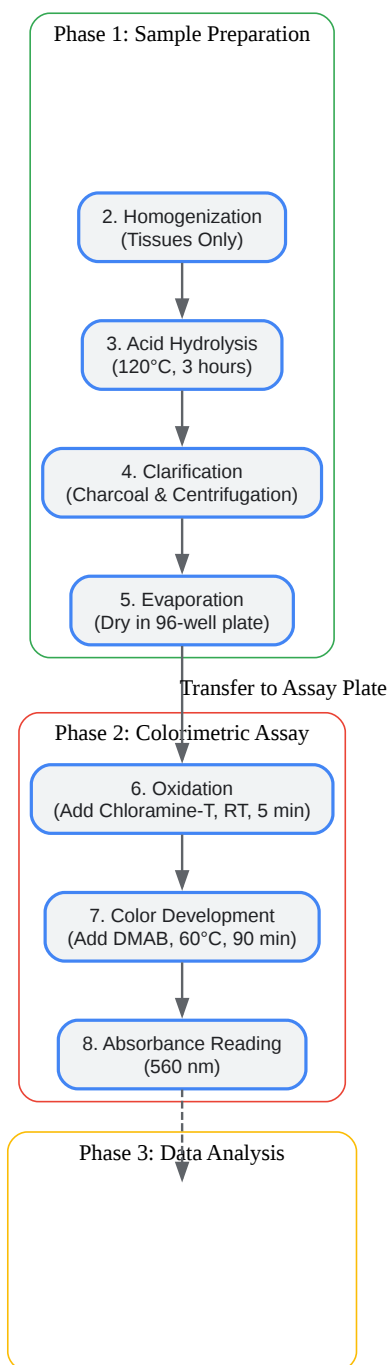 Phase 1: Sample Preparation
2. Homogenization
(Tissues Only)
3. Acid Hydrolysis
(120°C, 3 hours)
4. Clarification
(Charcoal & Centrifugation)
5. Evaporation
(Dry in 96-well plate)
Transfer to Assay Plate
Phase 2: Colorimetric Assay
6. Oxidation
(Add Chloramine-T, RT, 5 min)
7. Color Development
(Add DMAB, 60°C, 90 min)
8. Absorbance Reading
(560 nm)
Phase 3: Data Analysis